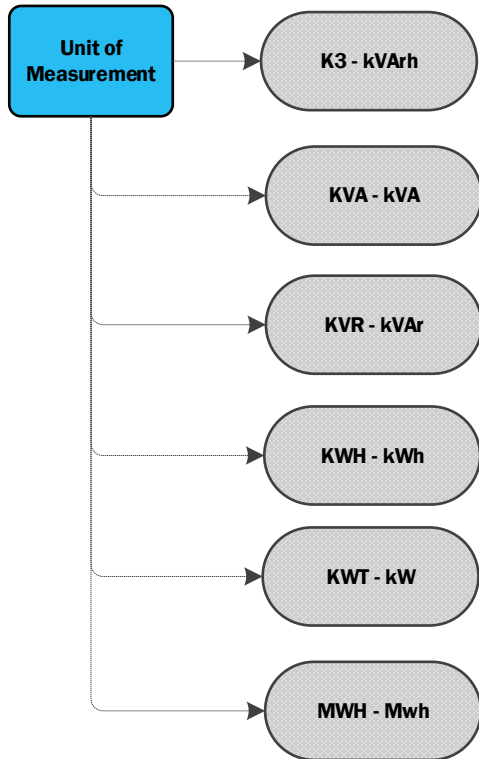 Unit of
Measurement
K3 - kVArh
KVA - kVA
KVR - kVAr
KWH - kWh
KWT - kW
MWH - Mwh